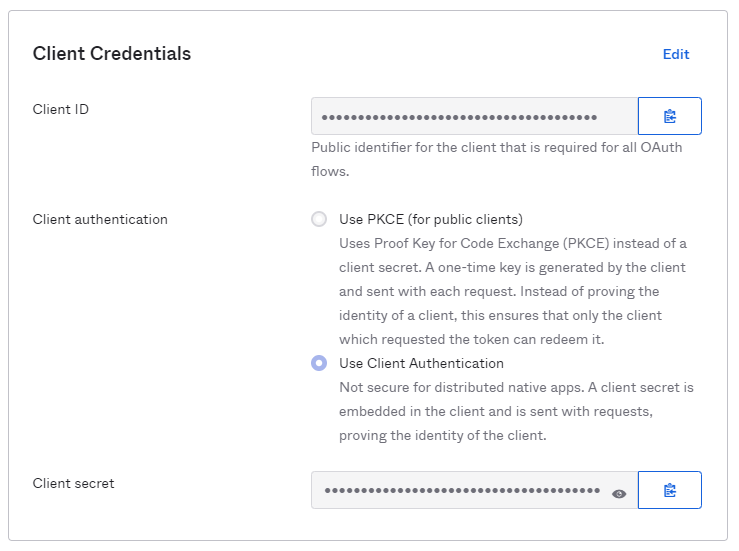 Client Credentials
Edit
Client ID
••••••••••••••••••••••••••••••••••••••
Public identifier for the client that is required for all OAuth
flows.
Client authentication
Use PKCE (for public clients)
Uses Proof Key for Code Exchange (PKCE) instead of a
client secret. A one-time key is generated by the client
and sent with each request. Instead of proving the
identity of a client, this ensures that only the client
which requested the token can redeem it.
Use Client Authentication
Not secure for distributed native apps. A client secret is
embedded in the client and is sent with requests,
proving the identity of the client.
Client secret
••••••••••••••••••••••••••••••••••••••